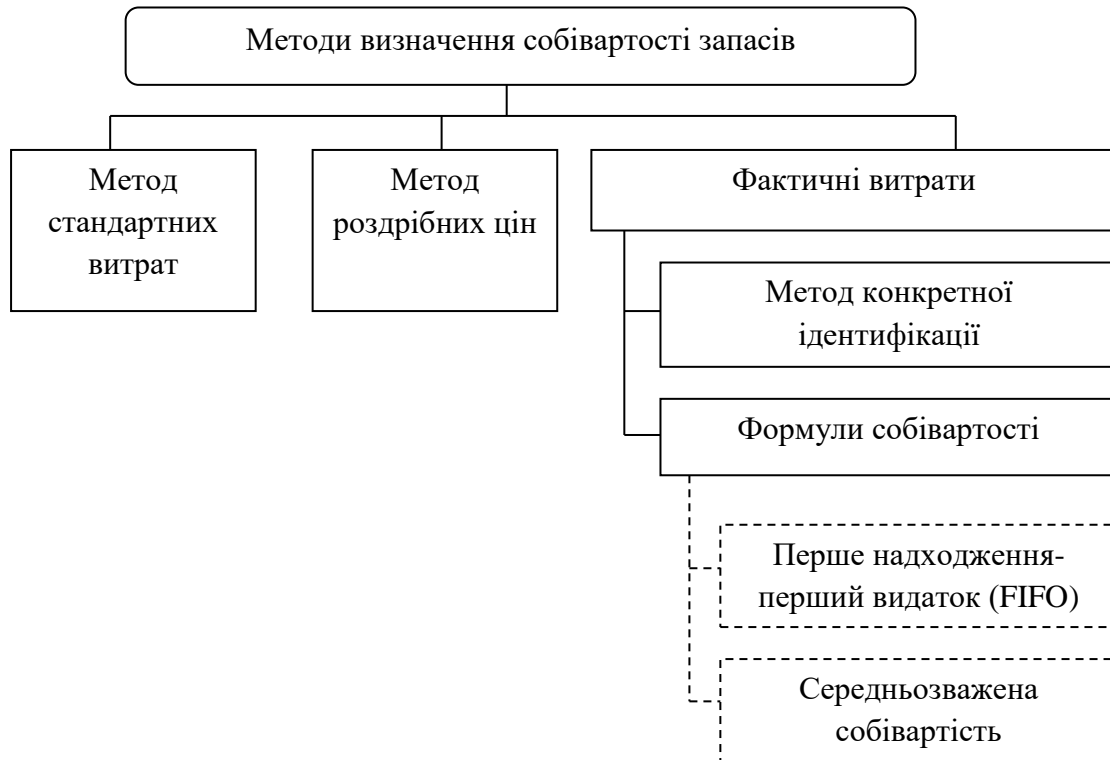 Методи визначення собівартості запасів
Метод
стандартних
витрат
Метод
роздрібних цін
Фактичні витрати
Метод конкретної
ідентифікації
Формули собівартості
Перше надходження-
перший видаток (FIFO)
Середньозважена
собівартість